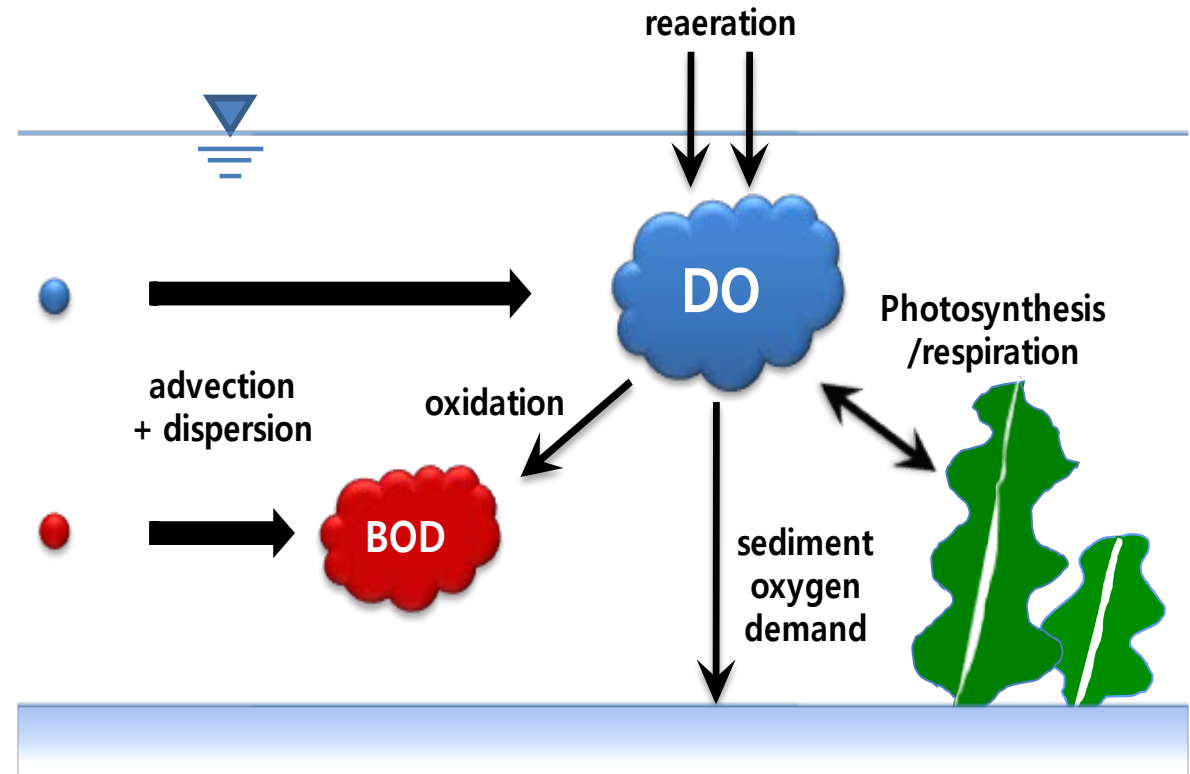 reaeration
DO
Photosynthesis
/respiration
advection
+ dispersion
oxidation
BOD
sediment
oxygen
demand